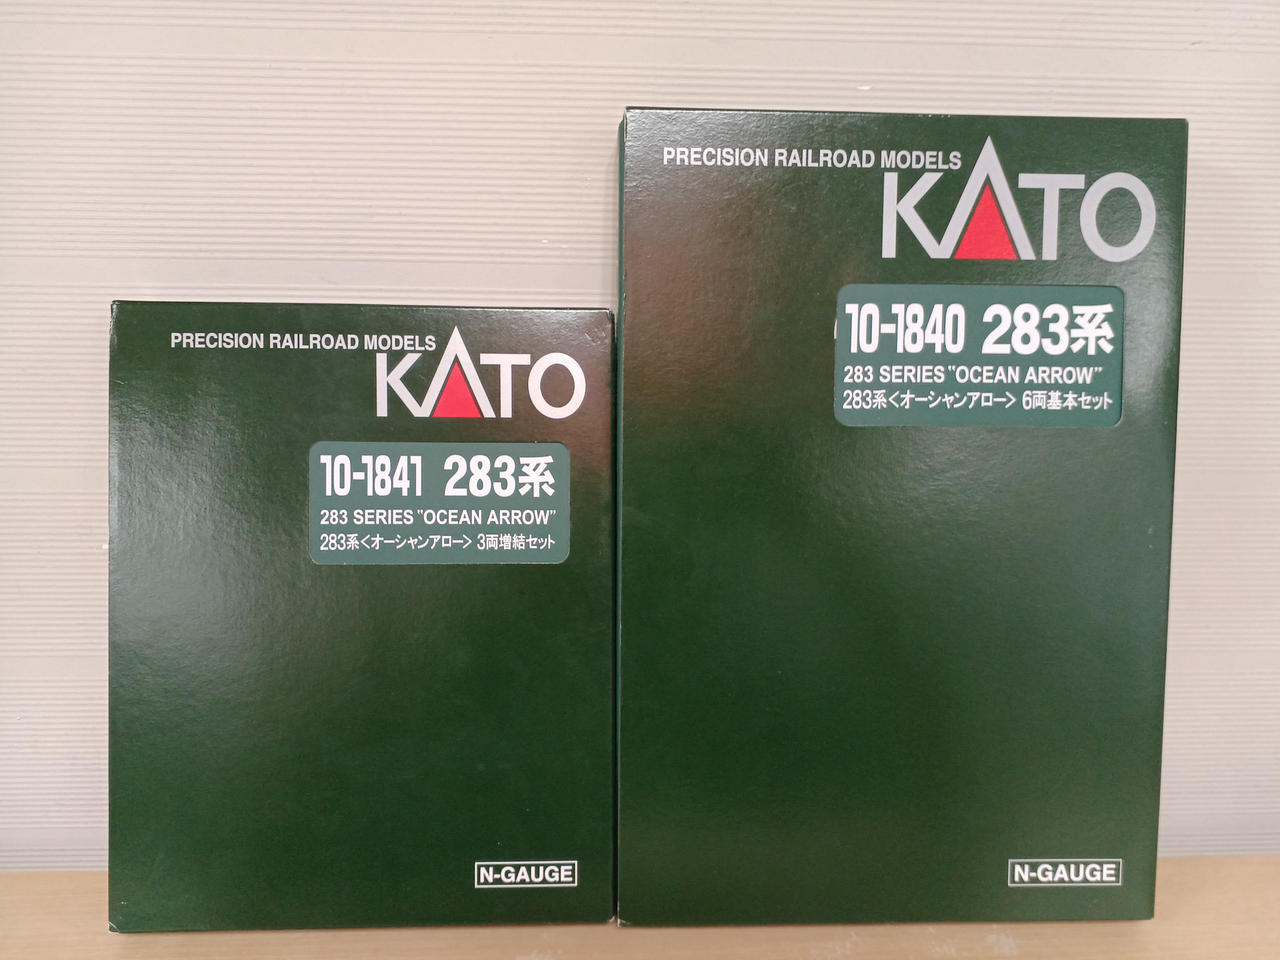 PRECISION RAILROAD MODELS
KATO
10-1841 283系
283 SERIES "OCEAN ARROW"
283系<オーシャンアロー> 3両増結セット
N-GAUGE
PRECISION RAILROAD MODELS
KATO
10-1840 283系
283 SERIES "OCEAN ARROW"
283系<オーシャンアロー> 6両基本セット
N-GAUGE